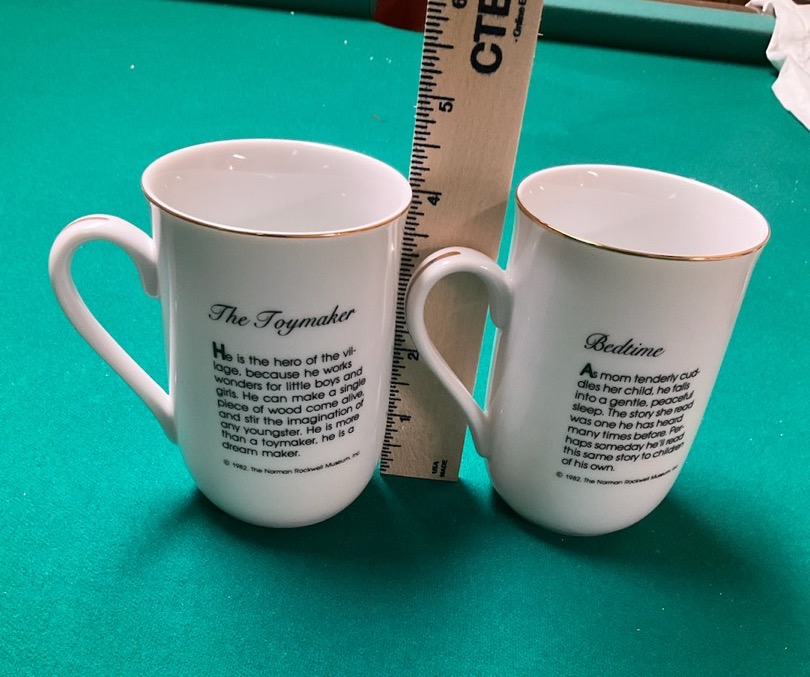 The Toymaker
He is the hero of the vil-
lage, because he works
wonders for little boys and
girls. He can make a single
piece of wood come alive,
and stir the imagination of
any youngster. He is more
than a toymaker, he is a
dream maker.
© 1982, The Norman Rockwell Museum, Inc.
6
CTE
5
4
2
1
USA
MADE
Bedtime
As mom tenderly cud-
dles her child, he falls
into a gentle, peaceful
sleep. The story she read
was one he has heard
many times before. Per-
haps someday he'll read
this same story to children
of his own.
© 1982, The Norman Rockwell Museum, Inc.